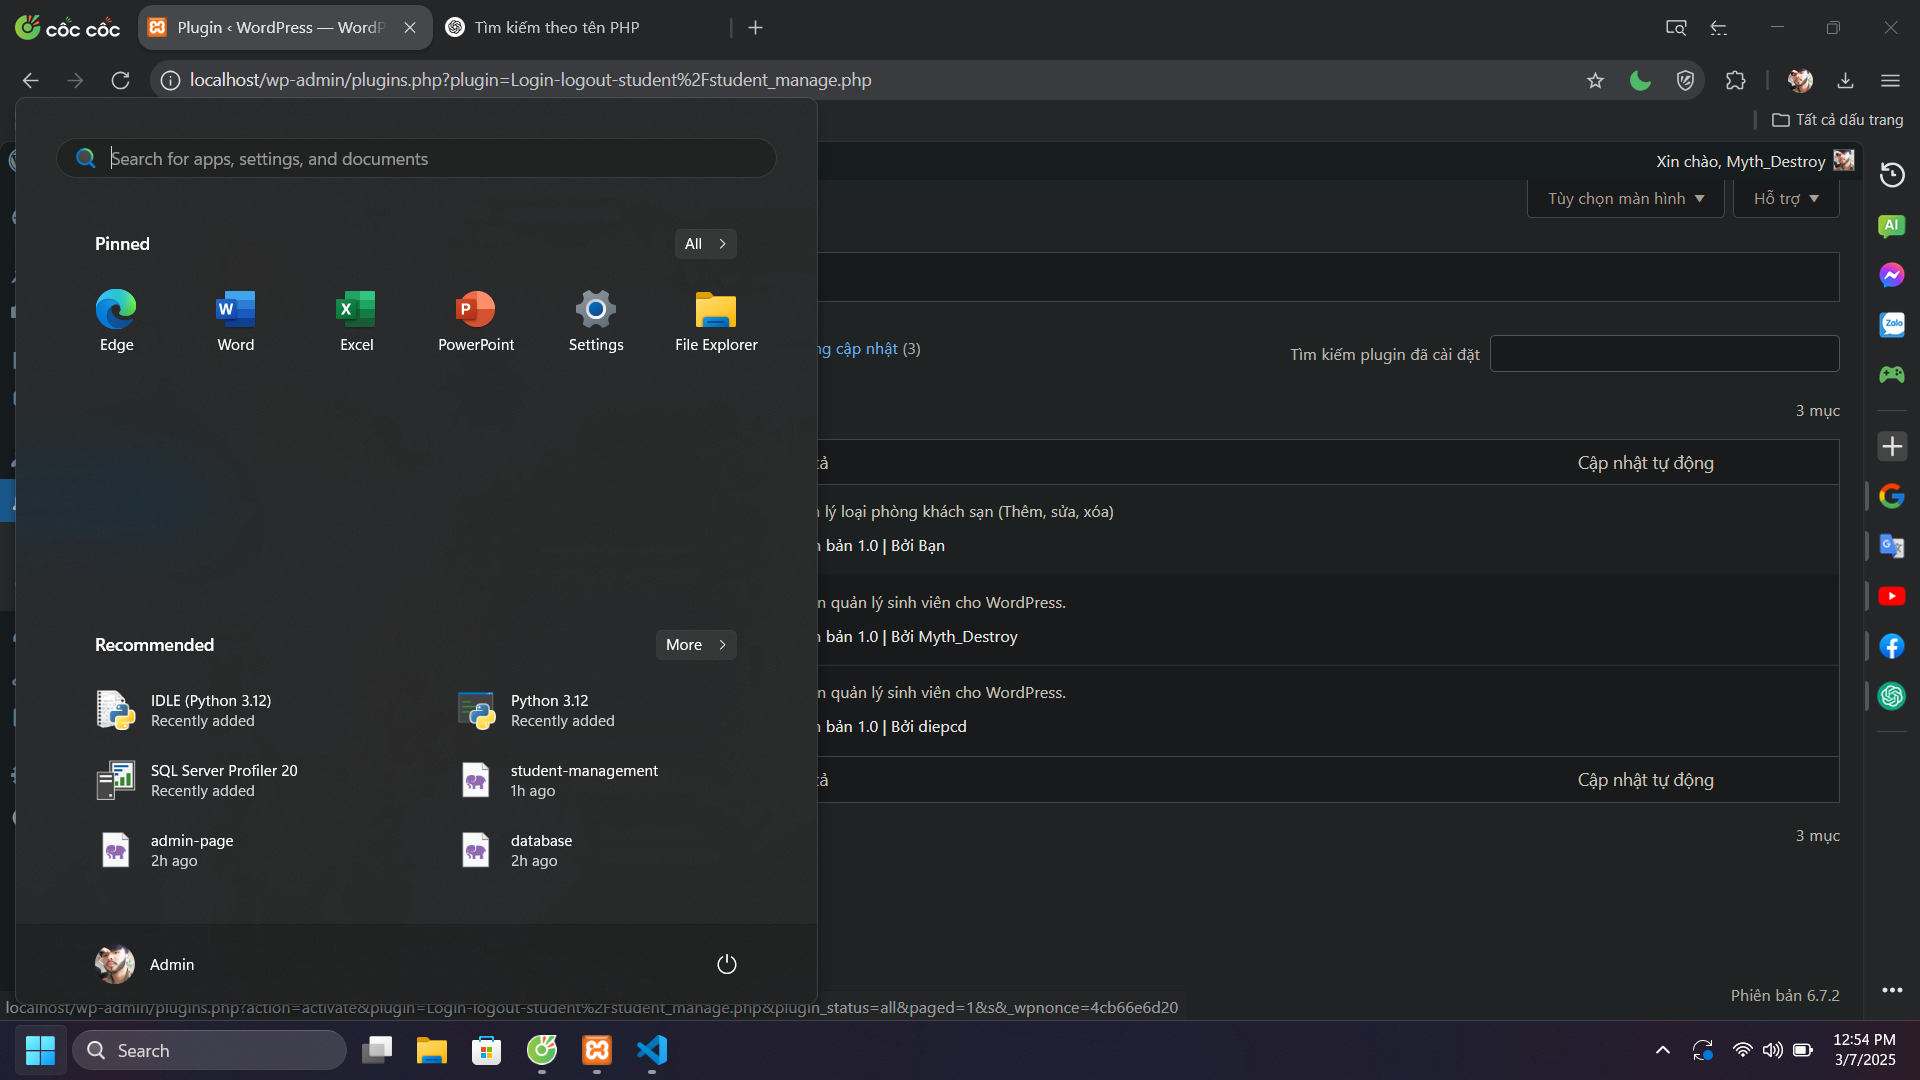 cốc cốc
Plugin ‹ WordPress — WordP
Tìm kiếm theo tên PHP
localhost/wp-admin/plugins.php?plugin=Login-logout-student%2Fstudent_manage.php
Tất cả dấu trang
Search for apps, settings, and documents
Xin chào, Myth_Destroy
Tùy chọn màn hình
Hỗ trợ
Pinned
All
Edge
Word
Excel
PowerPoint
Settings
File Explorer
ng cập nhật (3)
Tìm kiếm plugin đã cài đặt
3 mục
Cập nhật tự động
lý loại phòng khách sạn (Thêm, sửa, xóa)
bản 1.0 | Bởi Bạn
n quản lý sinh viên cho WordPress.
bản 1.0 | Bởi Myth_Destroy
n quản lý sinh viên cho WordPress.
bản 1.0 | Bởi diepcd
Cập nhật tự động
3 mục
Recommended
More
IDLE (Python 3.12)
Recently added
Python 3.12
Recently added
SQL Server Profiler 20
Recently added
student-management
1h ago
admin-page
2h ago
database
2h ago
Admin
AI
Zalo
Phiên bản 6.7.2
localhost/wp-admin/plugins.php?action=activate&plugin=Login-logout-student%2Fstudent_manage.php&plugin_status=all&paged=1&s&_wpnonce=4cb66e6d20
Search
12:54 PM
3/7/2025